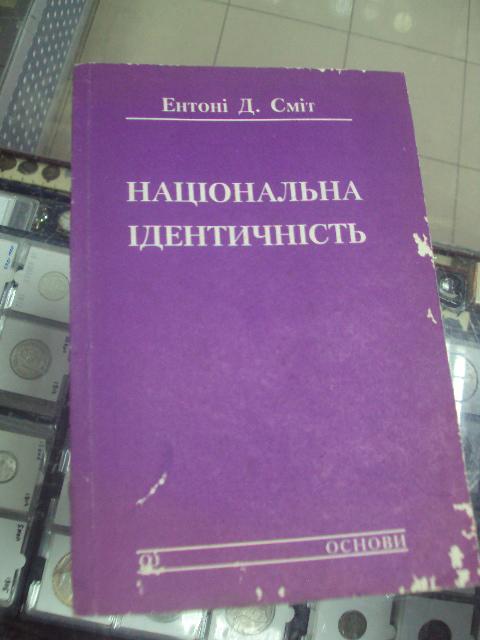 Ентоні Д. Сміт
НАЦІОНАЛЬНА
ІДЕНТИЧНІСТЬ
ОСНОВИ